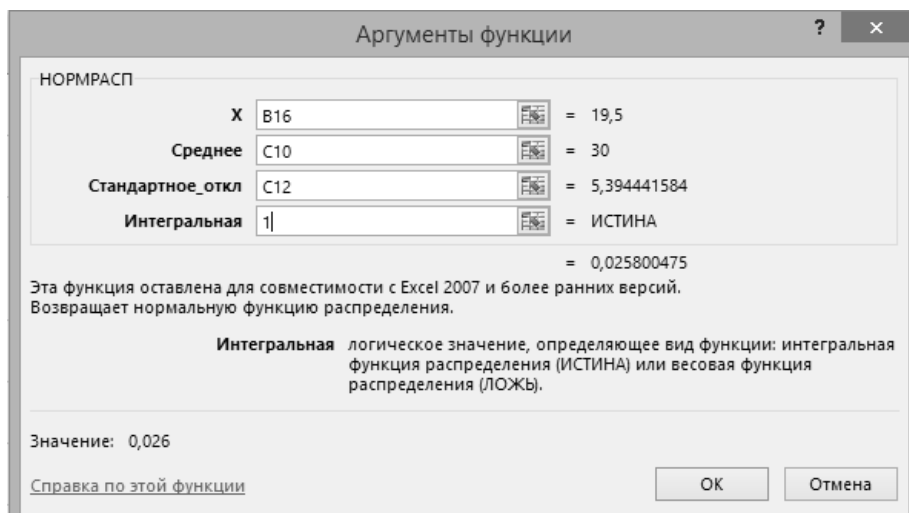 Аргументы функции ? ×
НОРМРАСП
X B16 = 19,5
Среднее C10 = 30
Стандартное_откл C12 = 5,394441584
Интегральная 1 = ИСТИНА
= 0,025800475
Эта функция оставлена для совместимости с Excel 2007 и более ранних версий.
Возвращает нормальную функцию распределения.
Интегральная логическое значение, определяющее вид функции: интегральная
функция распределения (ИСТИНА) или весовая функция
распределения (ЛОЖЬ).
Значение: 0,026
Справка по этой функции ОК Отмена